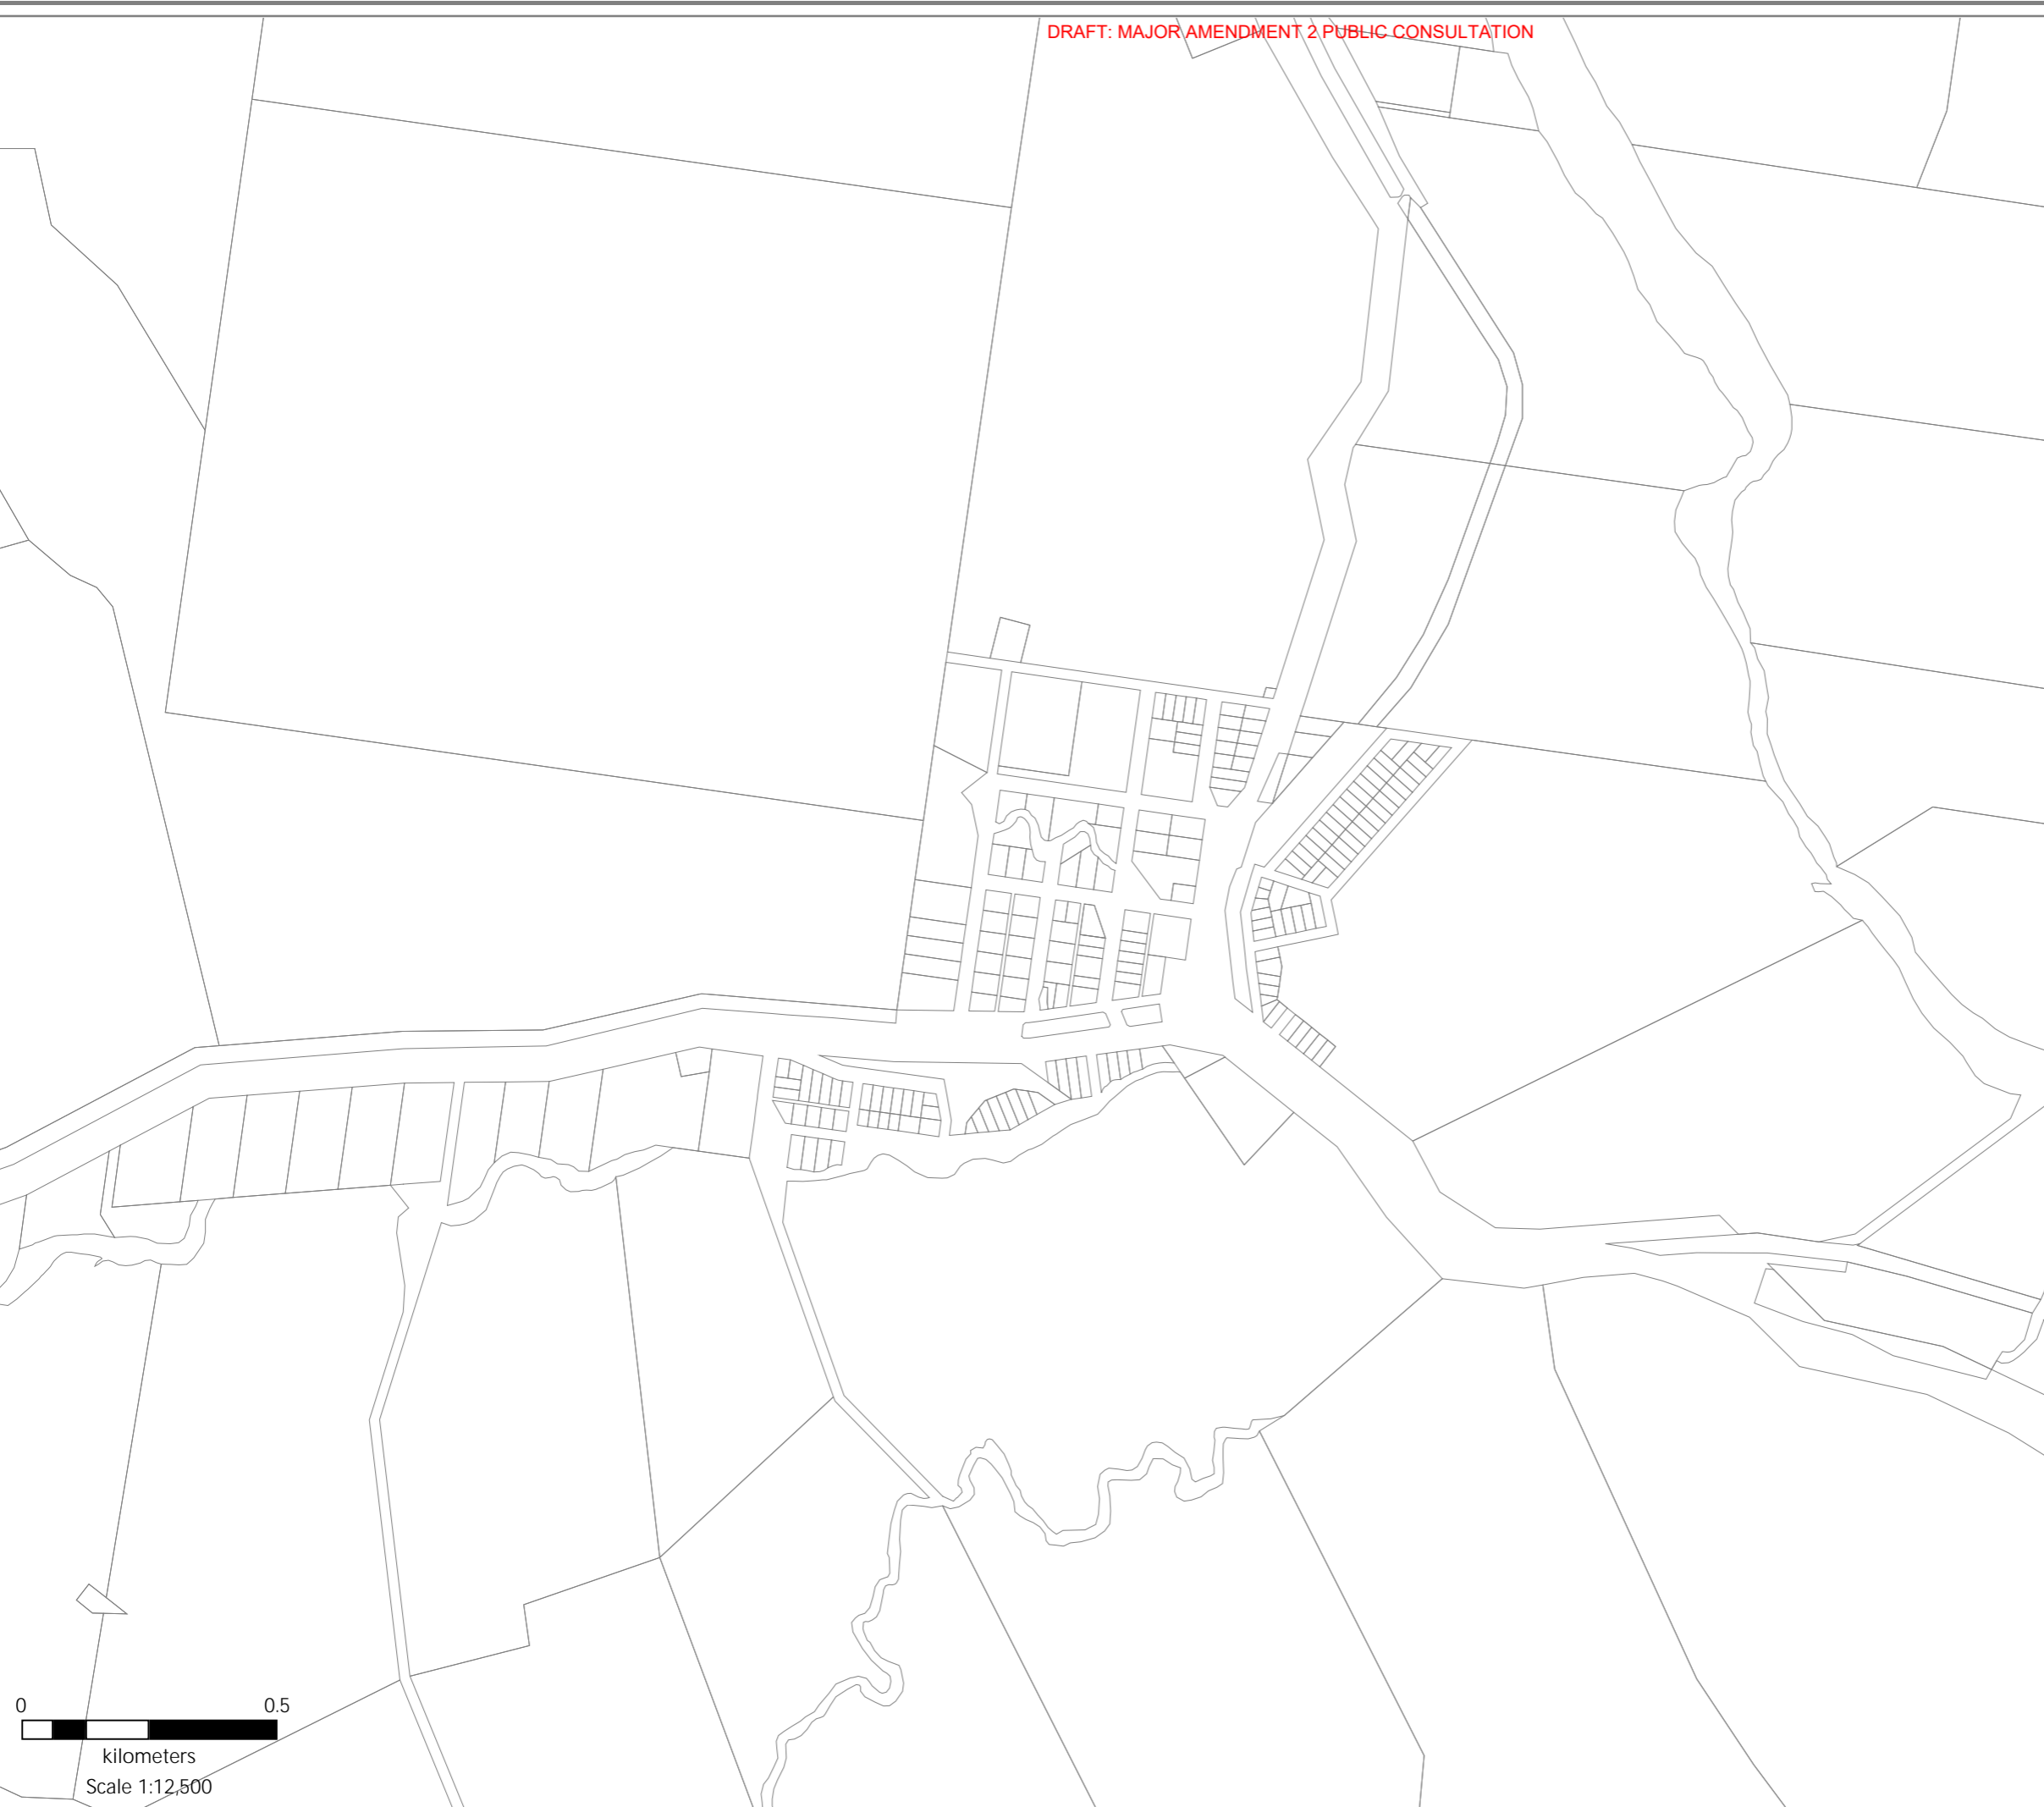 DRAFT: MAJOR AMENDMENT 2 PUBLIC CONSULTATION
0 0.5
kilometers
Scale 1:12,500